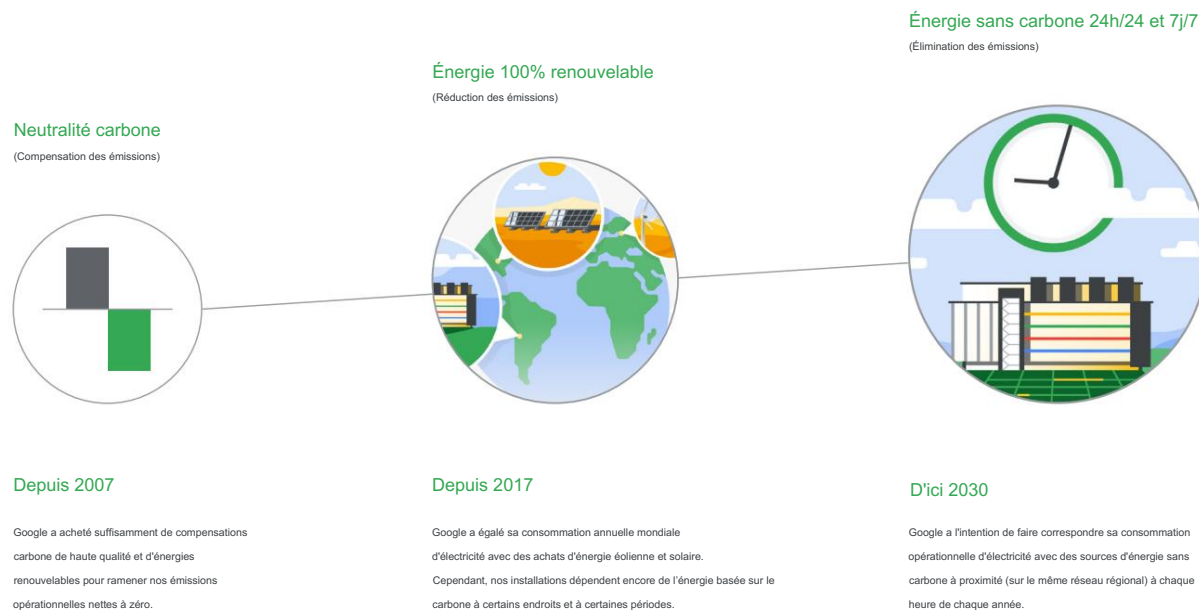 Neutralité carbone
(Compensation des émissions)
Énergie 100% renouvelable
(Réduction des émissions)
Énergie sans carbone 24h/24 et 7j/7
(Élimination des émissions)
Depuis 2007
Google a acheté suffisamment de compensations
carbone de haute qualité et d'énergies
renouvelables pour ramener nos émissions
opérationnelles nettes à zéro.
Depuis 2017
Google a égalé sa consommation annuelle mondiale
d'électricité avec des achats d'énergie éolienne et solaire.
Cependant, nos installations dépendent encore de l’énergie basée sur le
carbone à certains endroits et à certaines périodes.
D'ici 2030
Google a l'intention de faire correspondre sa consommation
opérationnelle d'électricité avec des sources d'énergie sans
carbone à proximité (sur le même réseau régional) à chaque
heure de chaque année.